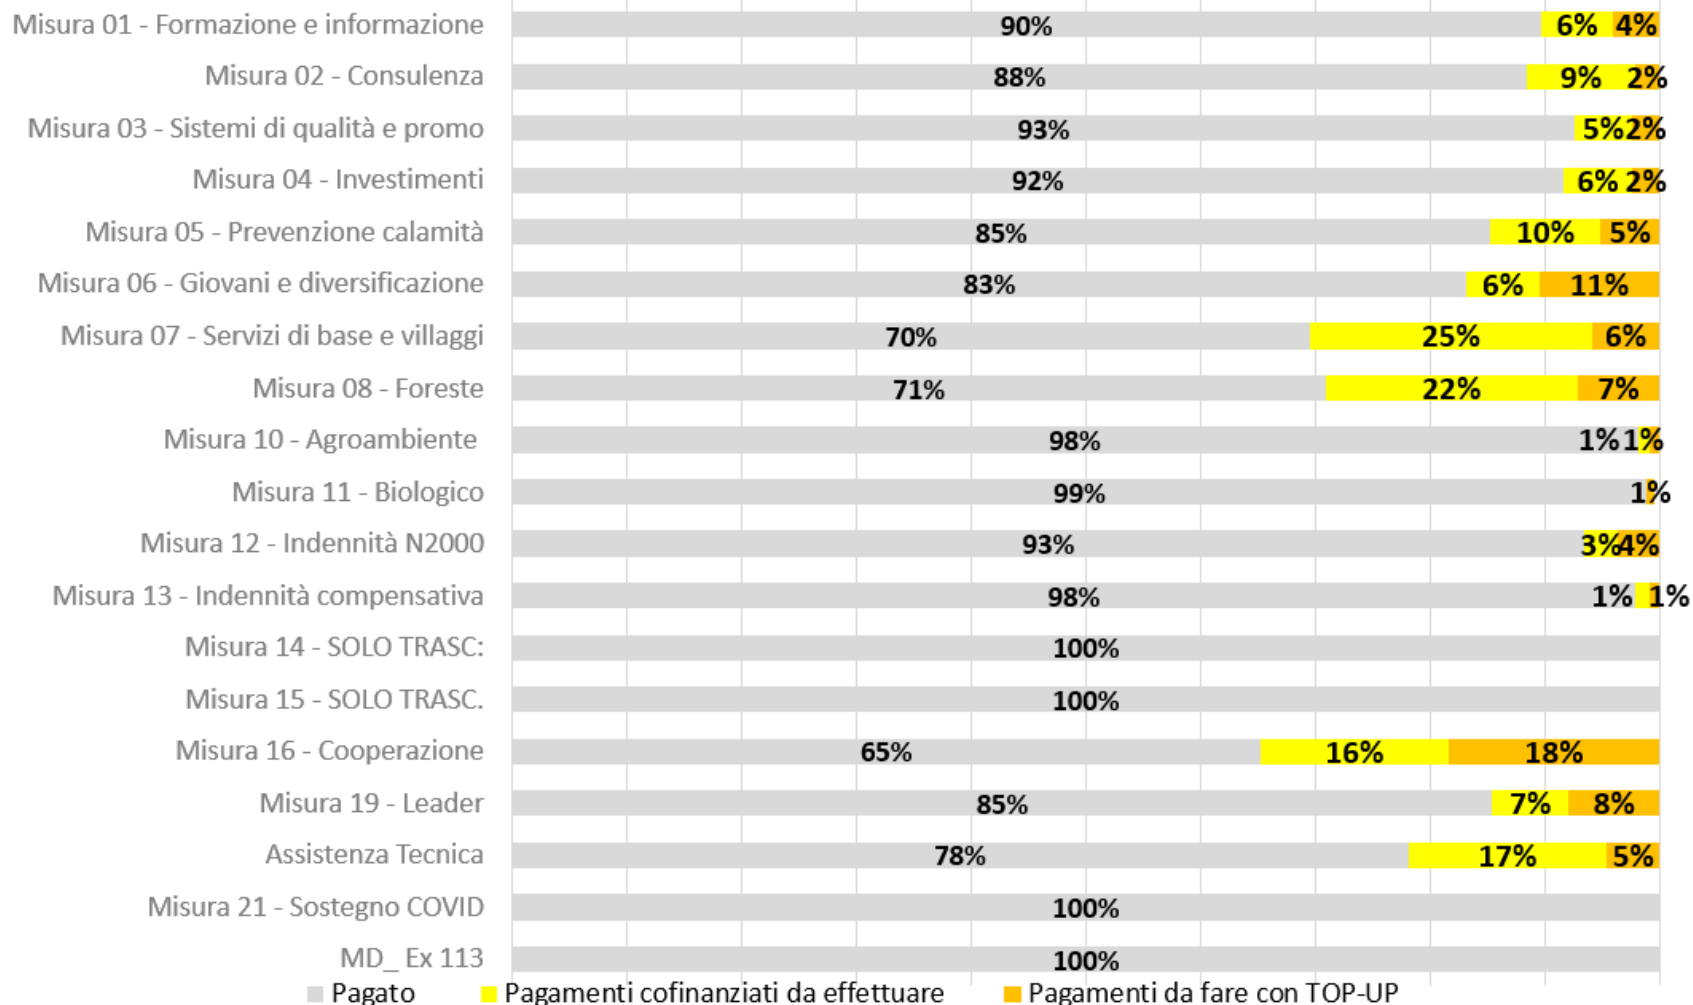 Misura 01 - Formazione e informazione 90% 6% 4%
Misura 02 - Consulenza 88% 9% 2%
Misura 03 - Sistemi di qualità e promo 93% 5% 2%
Misura 04 - Investimenti 92% 6% 2%
Misura 05 - Prevenzione calamità 85% 10% 5%
Misura 06 - Giovani e diversificazione 83% 6% 11%
Misura 07 - Servizi di base e villaggi 70% 25% 6%
Misura 08 - Foreste 71% 22% 7%
Misura 10 - Agroambiente 98% 1% 1%
Misura 11 - Biologico 99% 1%
Misura 12 - Indennità N2000 93% 3% 4%
Misura 13 - Indennità compensativa 98% 1% 1%
Misura 14 - SOLO TRASC: 100%
Misura 15 - SOLO TRASC. 100%
Misura 16 - Cooperazione 65% 16% 18%
Misura 19 - Leader 85% 7% 8%
Assistenza Tecnica 78% 17% 5%
Misura 21 - Sostegno COVID 100%
MD_ Ex 113 100%
Pagato Pagamenti cofinanziati da effettuare Pagamenti da fare con TOP-UP